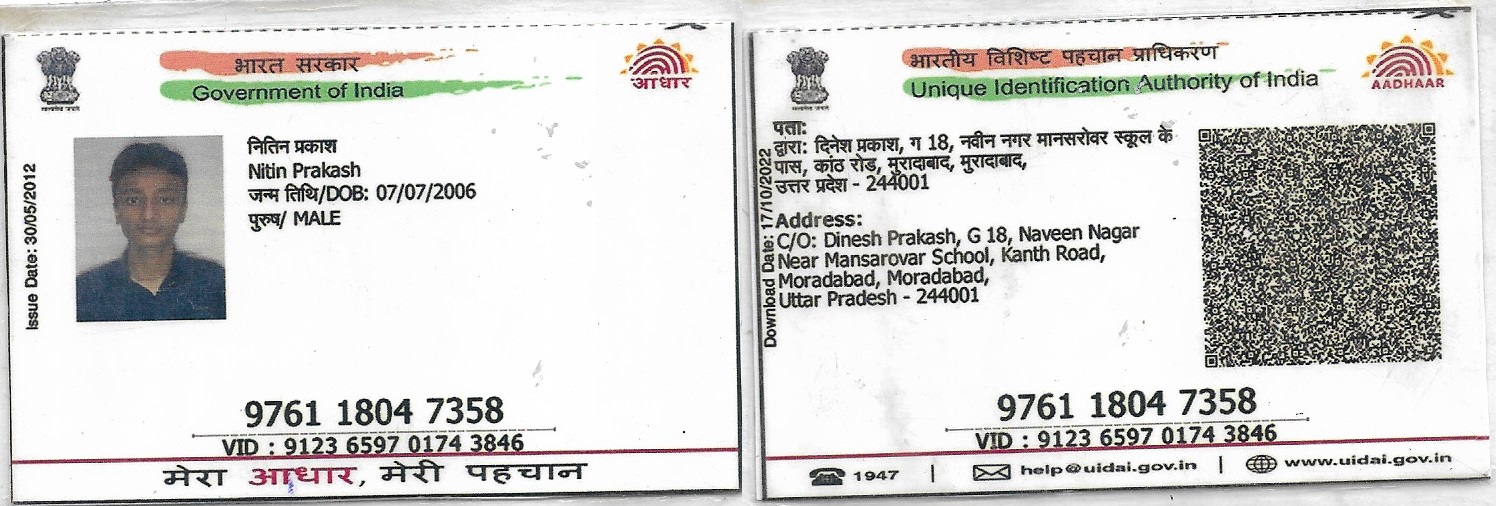 भारत सरकार
Government of India
आधार
Issue Date: 30/05/2012
नितिन प्रकाश
Nitin Prakash
जन्म तिथि/DOB: 07/07/2006
पुरुष/ MALE
9761 1804 7358
VID : 9123 6597 0174 3846
मेरा आधार, मेरी पहचान
भारतीय विशिष्ट पहचान प्राधिकरण
Unique Identification Authority of India
AADHAAR
Download Date: 17/10/2022
पता:
द्वारा: दिनेश प्रकाश, ग 18, नवीन नगर मानसरोवर स्कूल के
पास, कांठ रोड, मुरादाबाद, मुरादाबाद,
उत्तर प्रदेश - 244001
Address:
C/O: Dinesh Prakash, G 18, Naveen Nagar
Near Mansarovar School, Kanth Road,
Moradabad, Moradabad,
Uttar Pradesh - 244001
9761 1804 7358
VID : 9123 6597 0174 3846
1947 | help@uidai.gov.in | www.uidai.gov.in